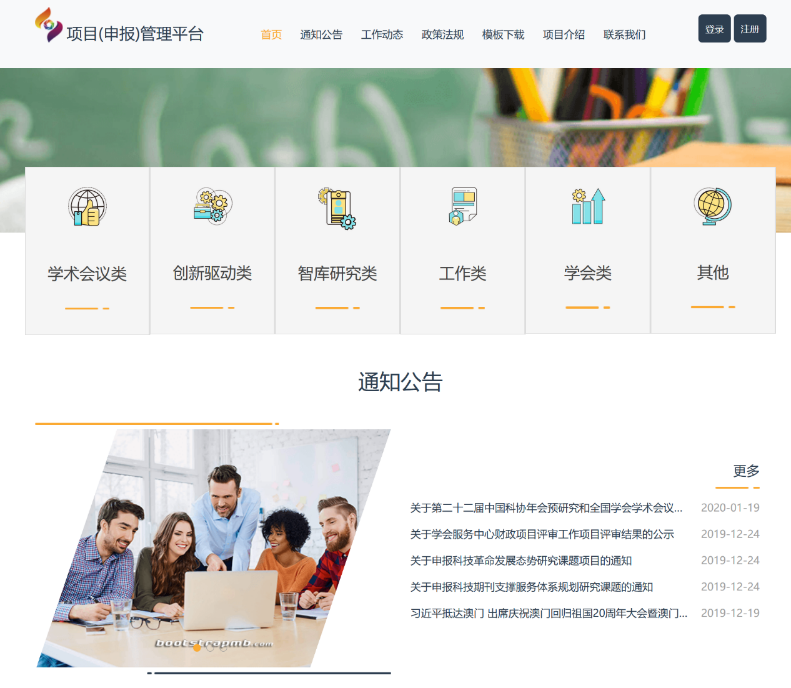 项目(申报)管理平台
首页 通知公告 工作动态 政策法规 模板下载 项目介绍 联系我们
登录 注册
学术会议类 创新驱动类 智库研究类 工作类 学会类 其他
通知公告
更多
关于第二十二届中国科协年会预研究和全国学会学术会议... 2020-01-19
关于学会服务中心财政项目评审工作项目评审结果的公示 2019-12-24
关于申报科技革命发展态势研究课题项目的通知 2019-12-24
关于申报科技期刊支撑服务体系规划研究课题的通知 2019-12-24
习近平抵达澳门 出席庆祝澳门回归祖国20周年大会暨澳门... 2019-12-19
bootstrapmb.com